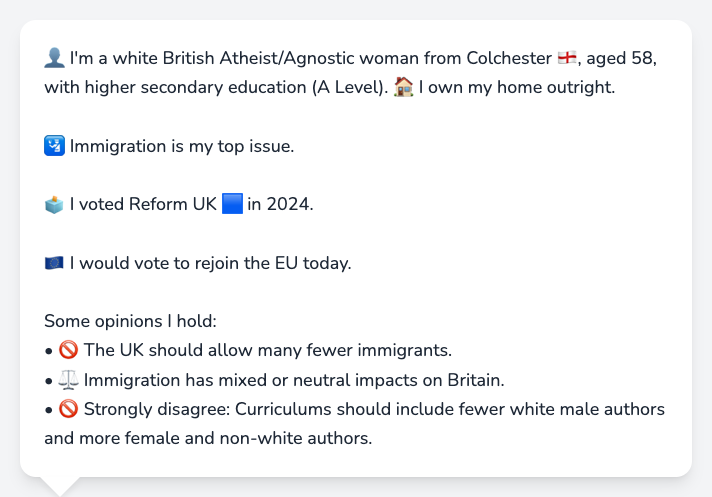 👤 I'm a white British Atheist/Agnostic woman from Colchester 🏴󠁧󠁢󠁥󠁮󠁧󠁿, aged 58,
with higher secondary education (A Level). 🏠 I own my home outright.
🛂 Immigration is my top issue.
🗳️ I voted Reform UK 🟦 in 2024.
🇪🇺 I would vote to rejoin the EU today.
Some opinions I hold:
• 🚫 The UK should allow many fewer immigrants.
• ⚖️ Immigration has mixed or neutral impacts on Britain.
• 🚫 Strongly disagree: Curriculums should include fewer white male authors
and more female and non-white authors.